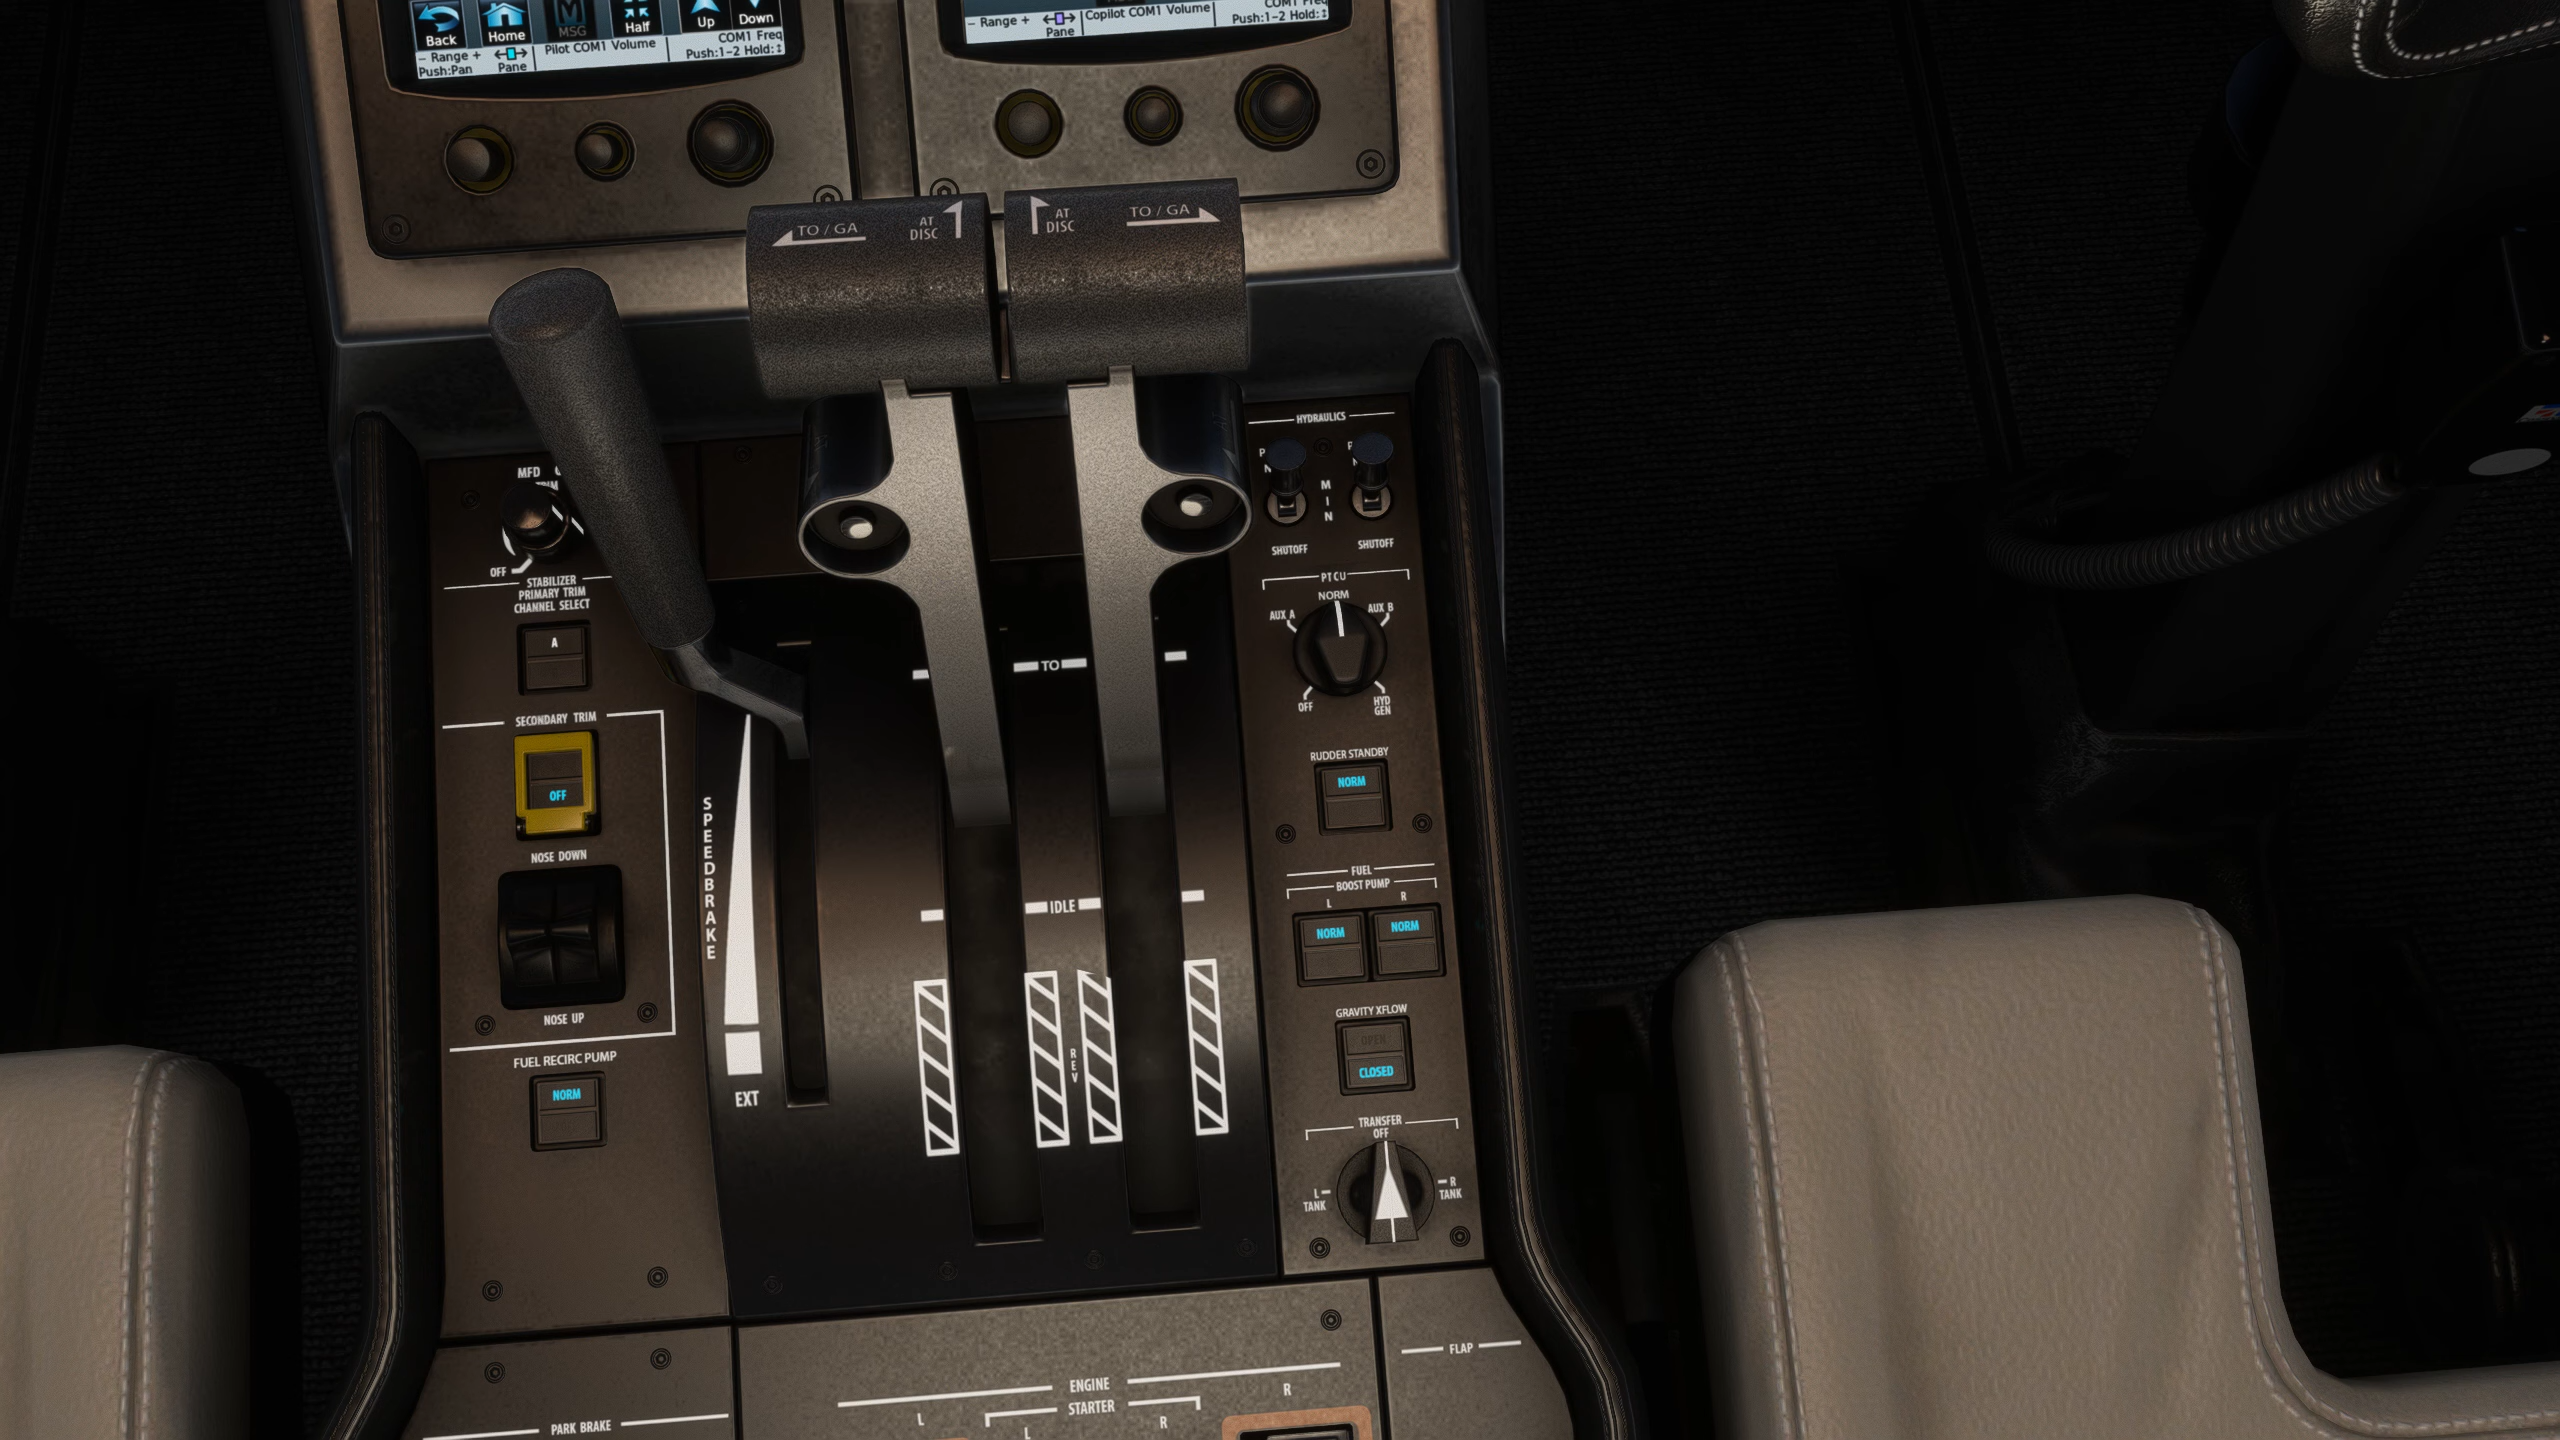 Back
Home
MSG
Half
Up
Down
− Range +
Push:Pan
Pane
Pilot COM1 Volume
COM1 Freq
Push:1–2 Hold:↕
− Range +
Pane
Copilot COM1 Volume
COM1 Freq
Push:1–2 Hold:↕
TO / GA
AT
DISC
AT
DISC
TO / GA
MFD
OFF
STABILIZER
PRIMARY TRIM
CHANNEL SELECT
A
SECONDARY TRIM
OFF
NOSE DOWN
NOSE UP
FUEL RECIRC PUMP
NORM
SPEEDBRAKE
EXT
TO
IDLE
REV
HYDRAULICS
MIN
SHUTOFF
SHUTOFF
PTCU
NORM
AUX A
AUX B
OFF
HYD
GEN
RUDDER STANDBY
NORM
FUEL
BOOST PUMP
L
R
NORM
NORM
GRAVITY XFLOW
OPEN
CLOSED
TRANSFER
OFF
L
TANK
R
TANK
PARK BRAKE
ENGINE
STARTER
L
R
L
R
FLAP